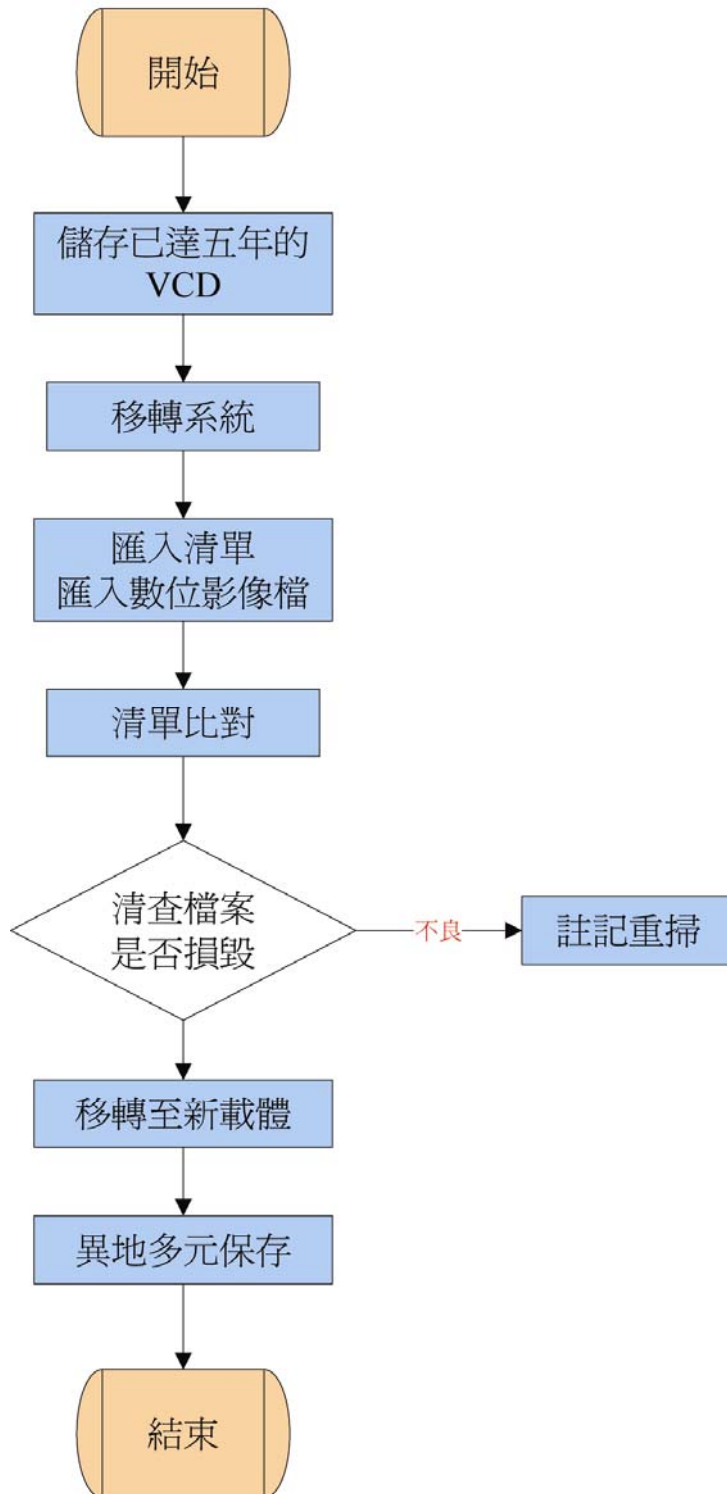 開始
儲存已達五年的
VCD
移轉系統
匯入清單
匯入數位影像檔
清單比對
清查檔案
是否損毀
不良
註記重掃
移轉至新載體
異地多元保存
結束